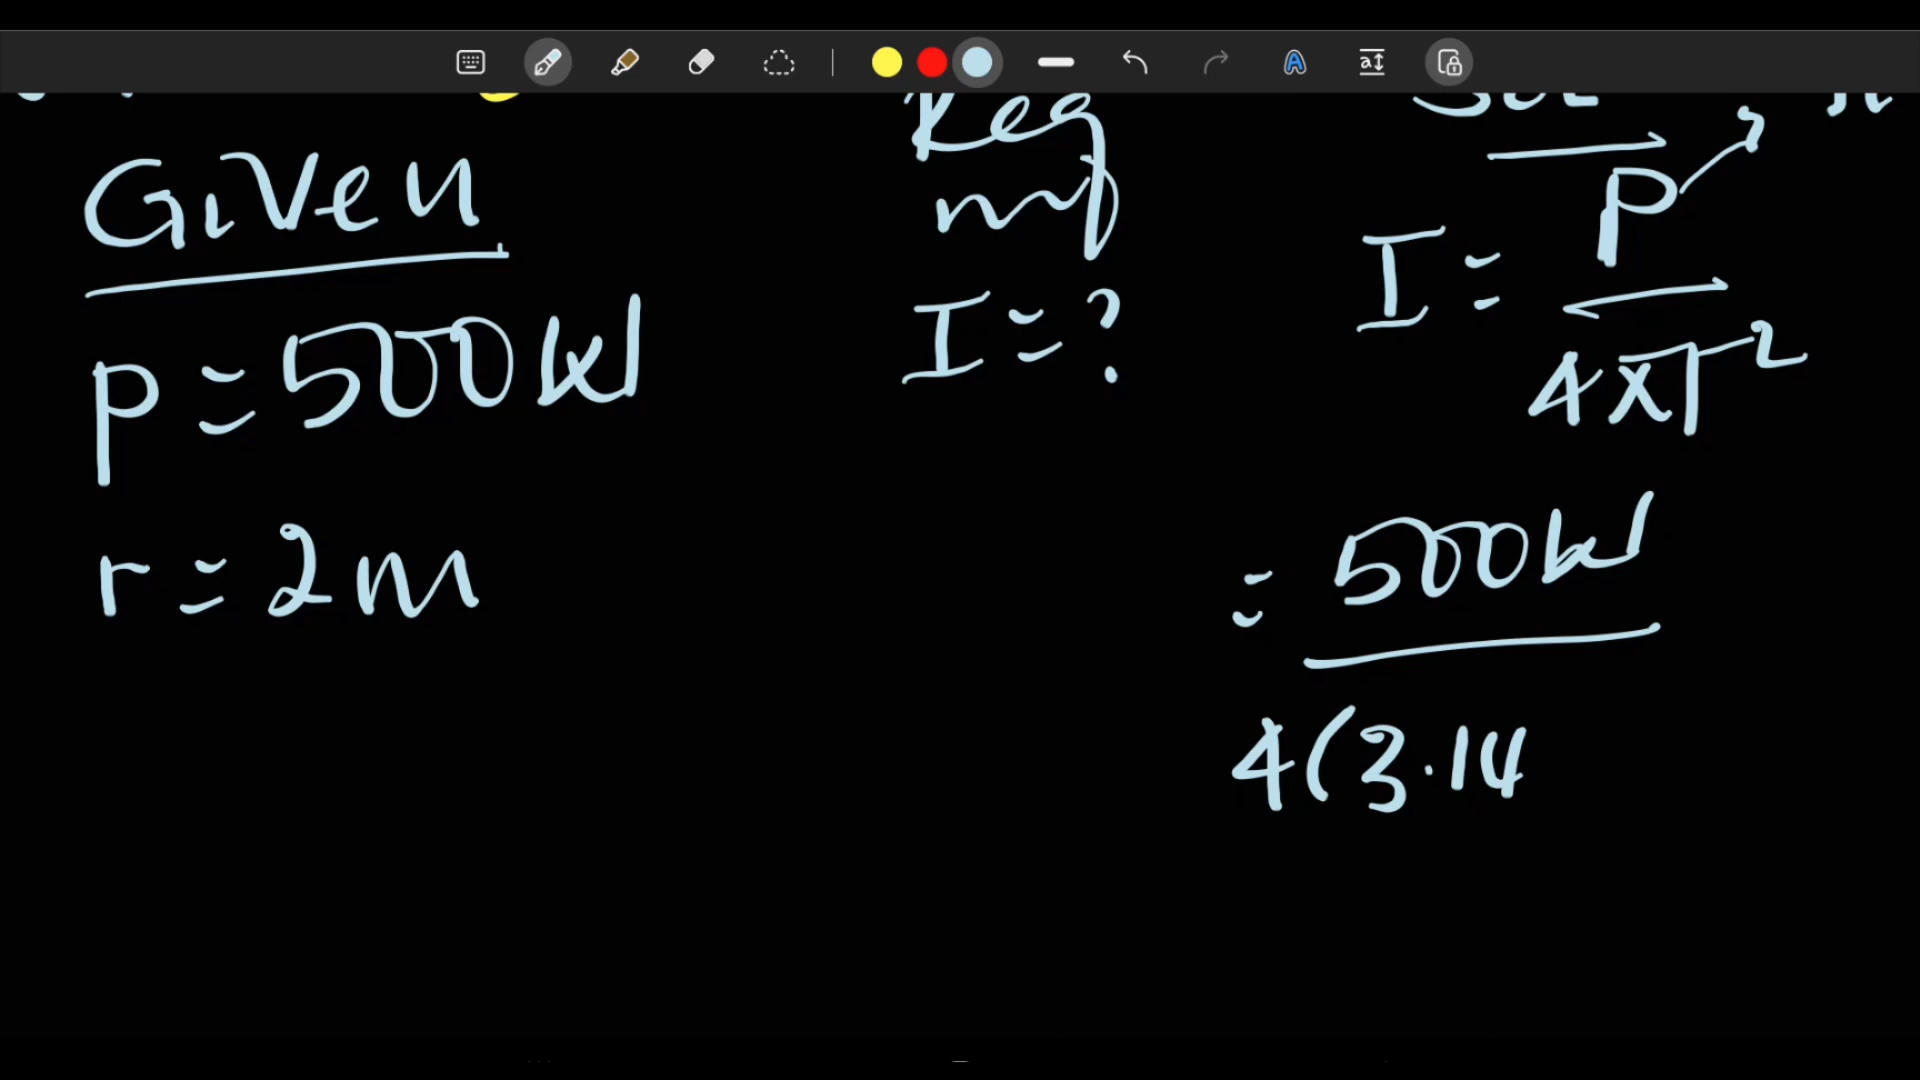 Given
P = 500W
r = 2m
Req
I = ?
I = P
4πr²
= 500W
4(3.14